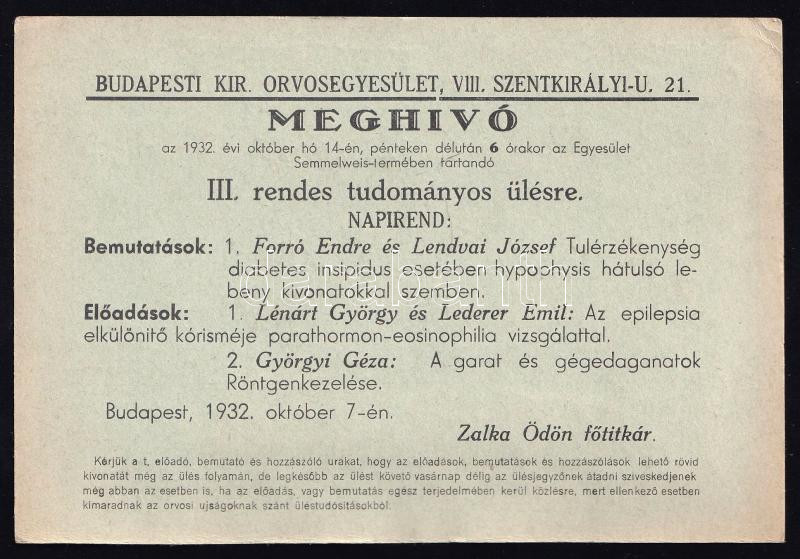 BUDAPESTI KIR. ORVOSEGYESÜLET, VIII. SZENTKIRÁLYI-U. 21.
MEGHIVÓ
az 1932. évi október hó 14-én, pénteken délután 6 órakor az Egyesület
Semmelweis-termében tartandó
III. rendes tudományos ülésre.
NAPIREND:
Bemutatások: 1. Forró Endre és Lendvai József Tulérzékenység
diabetes insipidus esetében hypophysis hátulsó le-
beny kivonatokkal szemben.
Előadások: 1. Lénárt György és Lederer Emil: Az epilepsia
elkülönitő kórisméje parathormon-eosinophilia vizsgálattal.
2. Györgyi Géza: A garat és gégedaganatok
Röntgenkezelése.
Budapest, 1932. október 7-én.
Zalka Ödön főtitkár.
Kérjük a t. előadó, bemutató és hozzászóló urakat, hogy az előadások, bemutatások és hozzászólások lehető rövid
kivonatát még az ülés folyamán, de legkésőbb az ülést követő vasárnap délig az ülésjegyzőnek átadni sziveskedjenek
még abban az esetben is, ha az előadás, vagy bemutatás egész terjedelmében kerül közlésre, mert ellenkező esetben
kimaradnak az orvosi ujságoknak szánt üléstudósitásokból.
darabanth